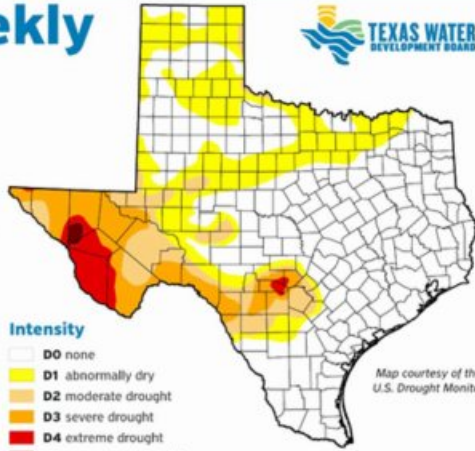 ekly
TEXAS WATER
DEVELOPMENT BOARD
Intensity
D0 none
D1 abnormally dry
D2 moderate drought
D3 severe drought
D4 extreme drought
Map courtesy of th
U.S. Drought Monit